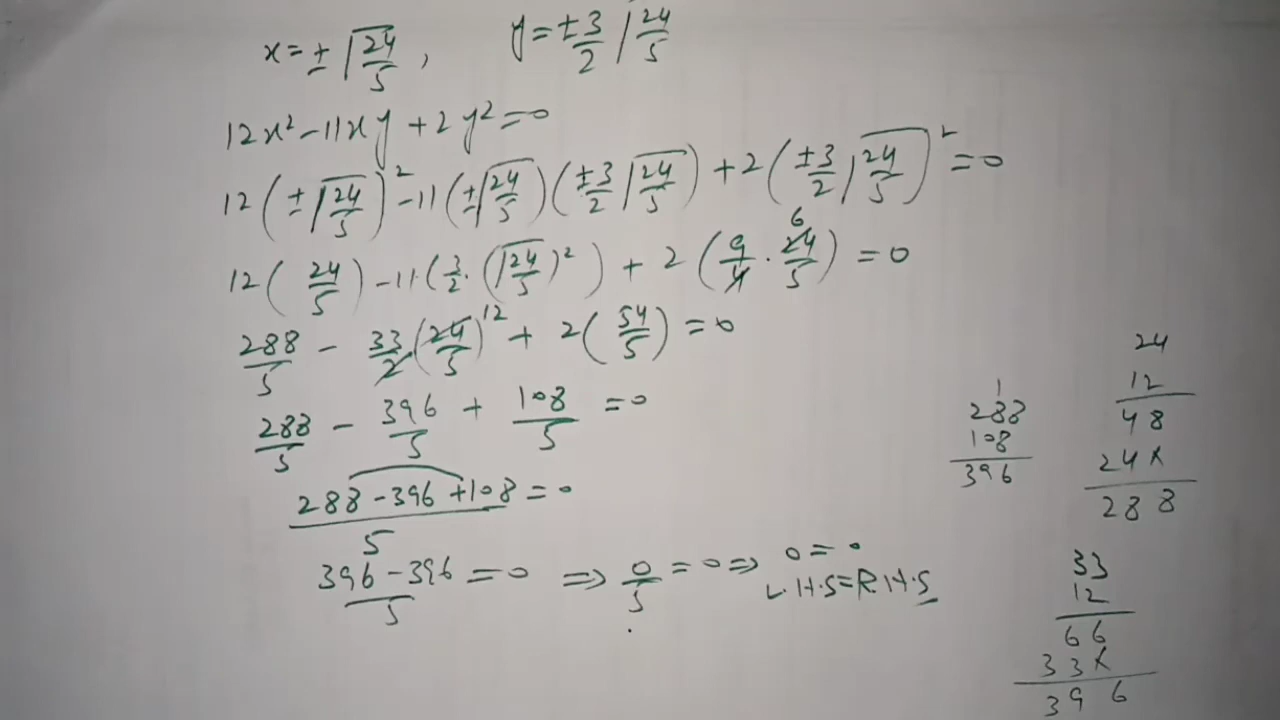 x = ± √(24/5) , y = ± 3/2 √(24/5)
12x² - 11xy + 2y² = 0
12(± √(24/5))² - 11(± √(24/5))(± 3/2 √(24/5)) + 2(± 3/2 √(24/5))² = 0
12(24/5) - 11(3/2 · (√(24/5))²) + 2(9/4 · 24/5) = 0
6
288/5 - 33/2 (24/5) + 2(54/5) = 0
12
288/5 - 396/5 + 108/5 = 0
(288 - 396 + 108)/5 = 0
(396 - 396)/5 = 0 ⇒ 0/5 = 0 ⇒ 0 = 0
L.H.S = R.H.S
1
288
108
396
24
12
48
24×
288
33
12
66
33×
396